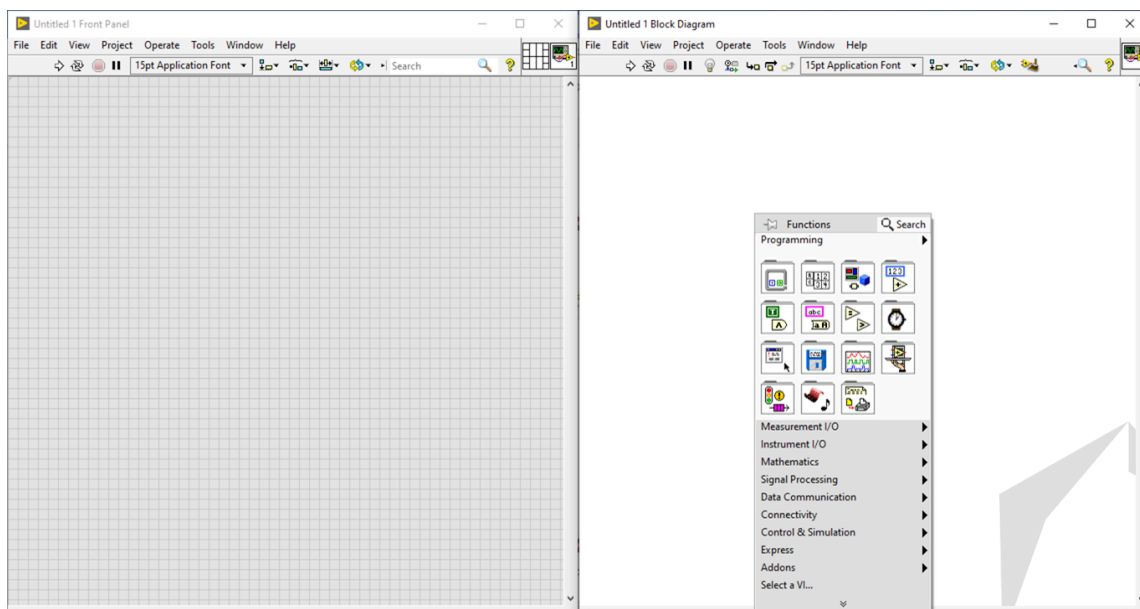 Untitled 1 Front Panel
File Edit View Project Operate Tools Window Help
15pt Application Font
Search
Untitled 1 Block Diagram
File Edit View Project Operate Tools Window Help
15pt Application Font
Functions Search
Programming
Measurement I/O
Instrument I/O
Mathematics
Signal Processing
Data Communication
Connectivity
Control & Simulation
Express
Addons
Select a VI...